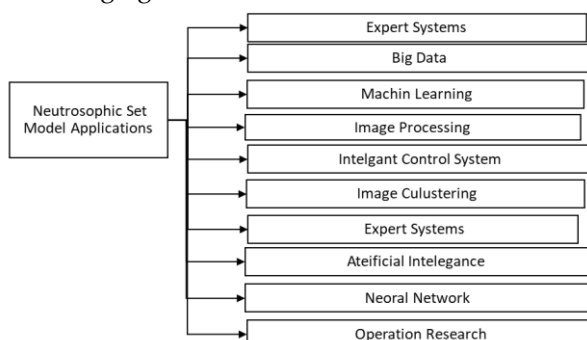 Expert Systems
Big Data
Neutrosophic Set
Model Applications
Machin Learning
Image Processing
Intelgant Control System
Image Culustering
Expert Systems
Ateificial Intelegance
Neoral Network
Operation Research